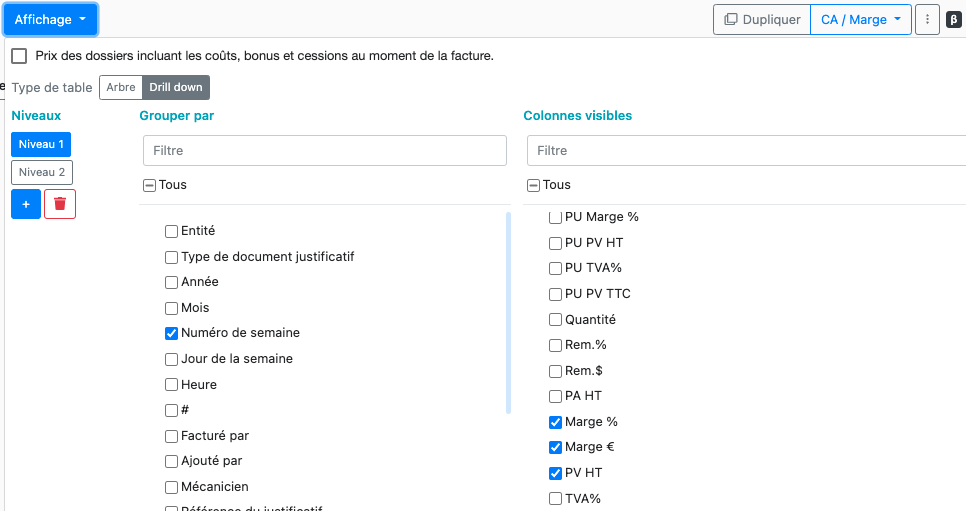 Affichage
Dupliquer
CA / Marge
β
Prix des dossiers incluant les coûts, bonus et cessions au moment de la facture.
Type de table
Arbre
Drill down
Niveaux
Niveau 1
Niveau 2
+
Grouper par
Filtre
Tous
Entité
Type de document justificatif
Année
Mois
Numéro de semaine
Jour de la semaine
Heure
#
Facturé par
Ajouté par
Mécanicien
Référence du justificatif
Colonnes visibles
Filtre
Tous
PU Marge %
PU PV HT
PU TVA%
PU PV TTC
Quantité
Rem.%
Rem.$
PA HT
Marge %
Marge €
PV HT
TVA%